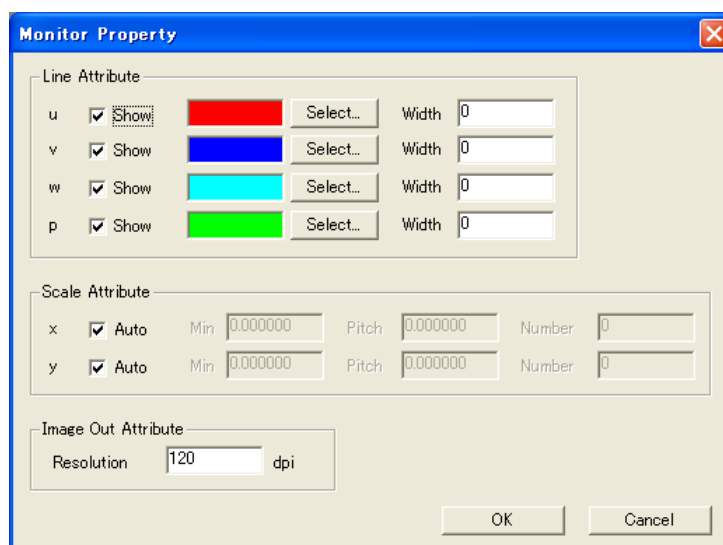 Monitor Property
Line Attribute
u Show Select... Width 0
v Show Select... Width 0
w Show Select... Width 0
p Show Select... Width 0
Scale Attribute
x Auto Min 0.000000 Pitch 0.000000 Number 0
y Auto Min 0.000000 Pitch 0.000000 Number 0
Image Out Attribute
Resolution 120 dpi
OK Cancel